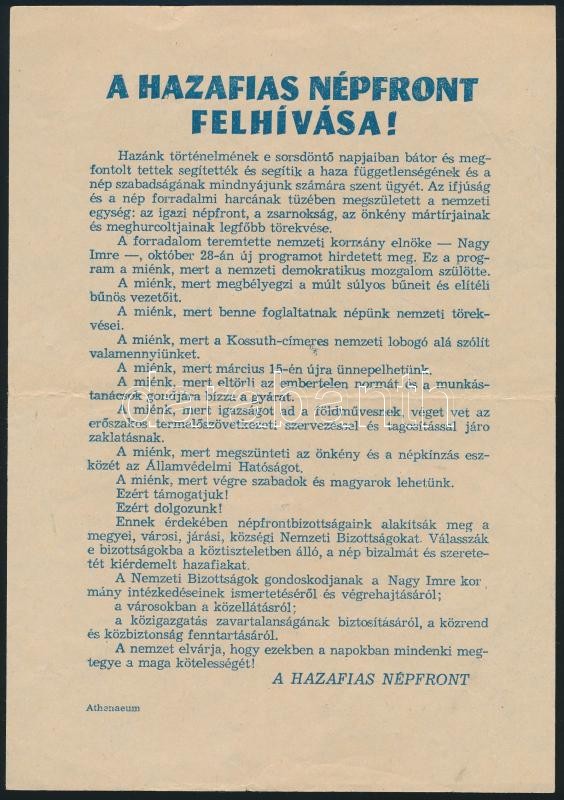 A HAZAFIAS NÉPFRONT
FELHÍVÁSA!
Hazánk történelmének e sorsdöntő napjaiban bátor és meg-
fontolt tettek segítették és segítik a haza függetlenségének és a
nép szabadságának mindnyájunk számára szent ügyét. Az ifjúság
és a nép forradalmi harcának tüzében megszületett a nemzeti
egység: az igazi népfront, a zsarnokság, az önkény mártírjainak
és meghurcoltjainak legfőbb törekvése.
A forradalom teremtette nemzeti kormány elnöke — Nagy
Imre —, október 28-án új programot hirdetett meg. Ez a prog-
ram a miénk, mert a nemzeti demokratikus mozgalom szülötte.
A miénk, mert megbélyegzi a múlt súlyos bűneit és elítéli
bűnös vezetőit.
A miénk, mert benne foglaltatnak népünk nemzeti törek-
vései.
A miénk, mert a Kossuth-címeres nemzeti lobogó alá szólít
valamennyiünket.
A miénk, mert március 15-én újra ünnepelhetünk.
A miénk, mert eltörli az embertelen normát és a munkás-
tanácsok gondjára bízza a gyárat.
A miénk, mert igazságot ad a földművesnek, véget vet az
erőszakos termelőszövetkezeti szervezéssel és tagosítással járó
zaklatásnak.
A miénk, mert megszünteti az önkény és a népkínzás esz-
közét az Államvédelmi Hatóságot.
A miénk, mert végre szabadok és magyarok lehetünk.
Ezért támogatjuk!
Ezért dolgozunk!
Ennek érdekében népfrontbizottságaink alakítsák meg a
megyei, városi, járási, községi Nemzeti Bizottságokat. Válasszák
e bizottságokba a köztiszteletben álló, a nép bizalmát és szerete-
tét kiérdemelt hazafiakat.
A Nemzeti Bizottságok gondoskodjanak a Nagy Imre kor
mány intézkedéseinek ismertetéséről és végrehajtásáról;
a városokban a közellátásról;
a közigazgatás zavartalanságának biztosításáról, a közrend
és közbiztonság fenntartásáról.
A nemzet elvárja, hogy ezekben a napokban mindenki meg-
tegye a maga kötelességét!
A HAZAFIAS NÉPFRONT
Athenaeum
darabanth